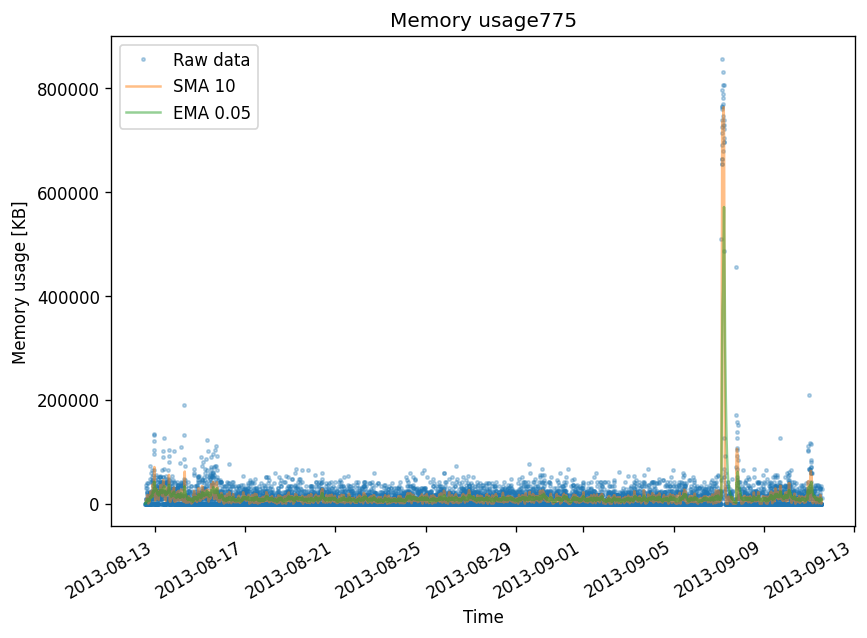 Memory usage775
Raw data
SMA 10
EMA 0.05
800000
600000
400000
200000
0
Memory usage [KB]
2013-08-13
2013-08-17
2013-08-21
2013-08-25
2013-08-29
2013-09-01
2013-09-05
2013-09-09
2013-09-13
Time